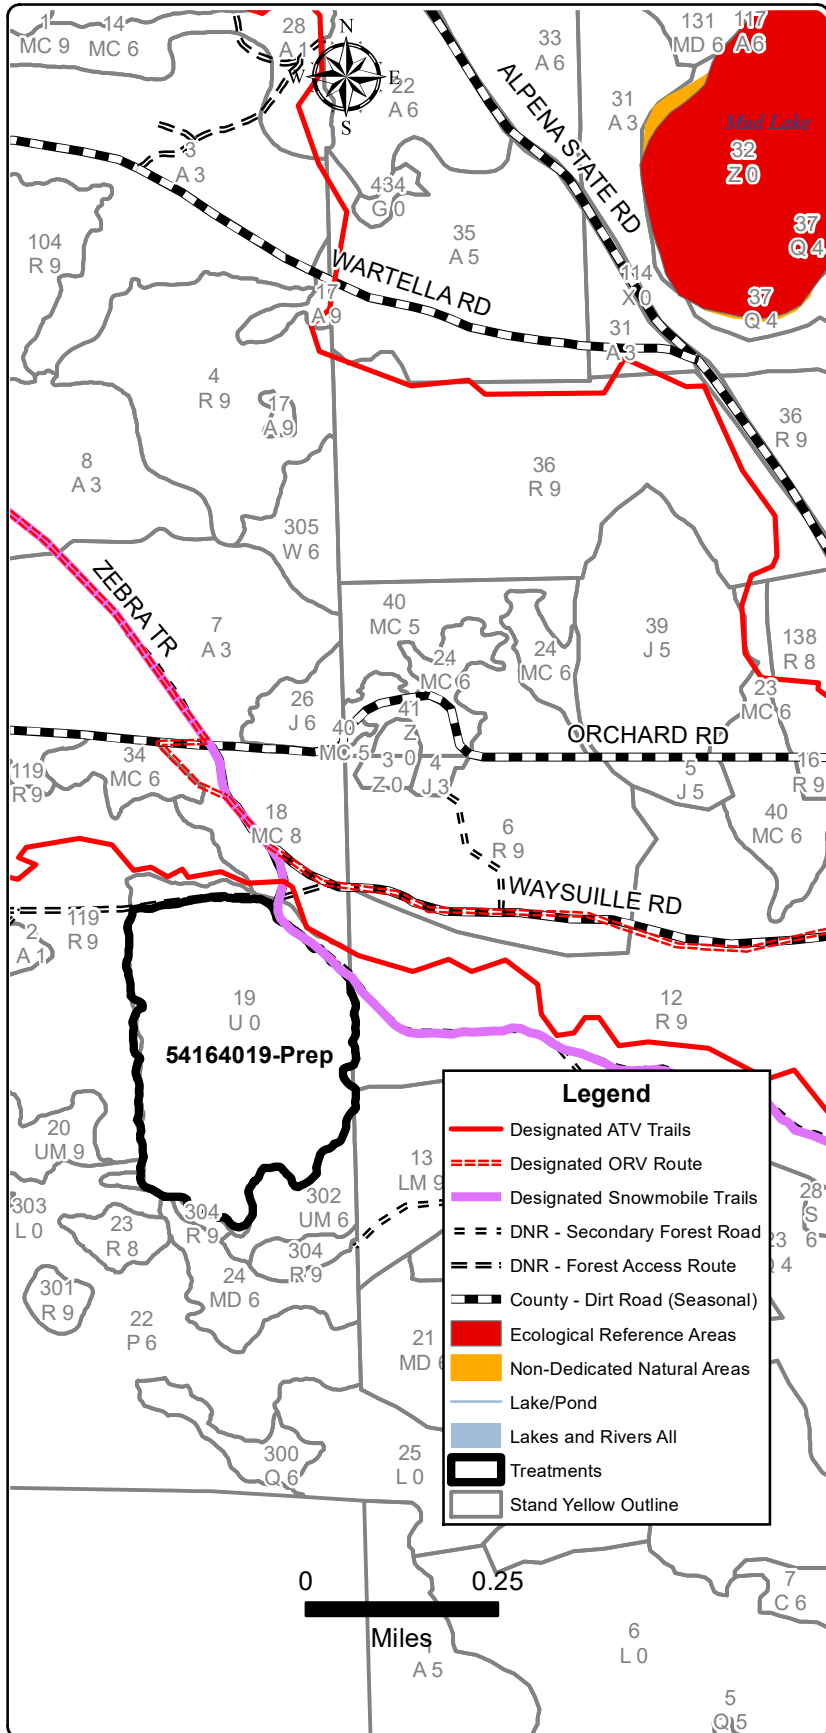 1
MC 9
14
MC 6
28
A 1
N
W
E
S
22
A 6
33
A 6
131
MD 6
117
A6
ALPENA STATE RD
31
A 3
Mud Lake
32
Z 0
3
A 3
434
G 0
35
A 5
37
Q 4
104
R 9
WARTELLA RD
114
X 0
17
A 9
37
Q 4
31
A 3
4
R 9
17
A 9
36
R 9
8
A 3
36
R 9
305
W 6
ZEBRA TR
7
A 3
40
MC 5
24
MC 6
24
MC 6
39
J 5
138
R 8
26
J 6
23
MC 6
40
MC 5
41
Z
0
ORCHARD RD
34
MC 6
3
Z 0
4
J 3
5
J 5
16
R 9
119
R 9
18
MC 8
6
R 9
40
MC 6
WAYSUILLE RD
119
R 9
2
A 1
19
U 0
54164019-Prep
12
R 9
20
UM 9
13
LM 9
303
L 0
23
R 8
304
R 9
302
UM 6
304
R 9
28
S
6
23
Q 4
301
R 9
24
MD 6
22
P 6
21
MD 6
300
Q 6
25
L 0
Legend
Designated ATV Trails
Designated ORV Route
Designated Snowmobile Trails
DNR - Secondary Forest Road
DNR - Forest Access Route
County - Dirt Road (Seasonal)
Ecological Reference Areas
Non-Dedicated Natural Areas
Lake/Pond
Lakes and Rivers All
Treatments
Stand Yellow Outline
0 0.25
Miles
1
A 5
7
C 6
6
L 0
5
Q 5